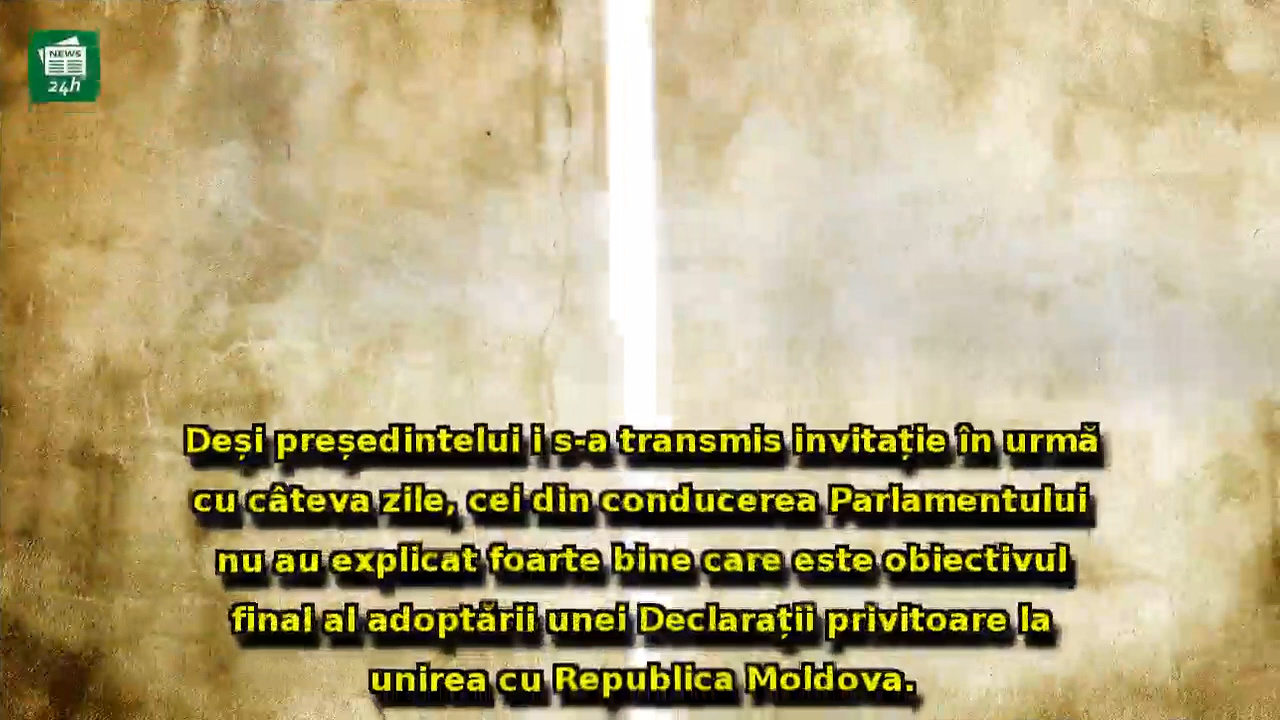 NEWS
24h
Deși președintelui i s-a transmis invitație în urmă
cu câteva zile, cei din conducerea Parlamentului
nu au explicat foarte bine care este obiectivul
final al adoptării unei Declarații privitoare la
unirea cu Republica Moldova.